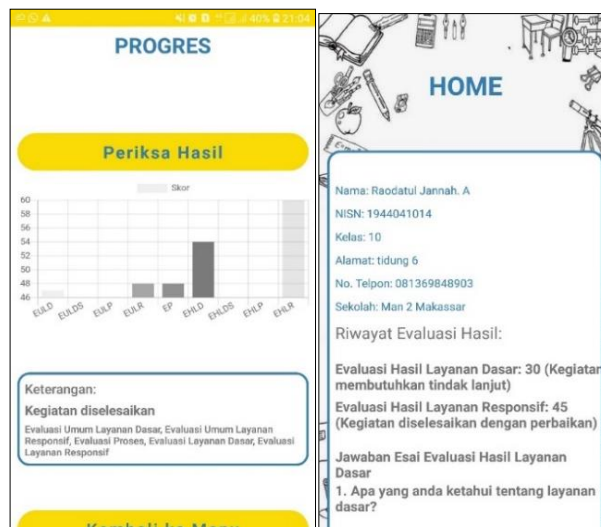 40% 21:04
PROGRES
Periksa Hasil
Skor
60
58
56
54
52
50
48
46
EULD
EULDS
EULP
EULR
EP
EHLD
EHLDS
EHLP
EHLR
Keterangan:
Kegiatan diselesaikan
Evaluasi Umum Layanan Dasar, Evaluasi Umum Layanan
Responsif, Evaluasi Proses, Evaluasi Layanan Dasar, Evaluasi
Layanan Responsif
Kembali ke Menu
HOME
Nama: Raodatul Jannah. A
NISN: 1944041014
Kelas: 10
Alamat: tidung 6
No. Telpon: 081369848903
Sekolah: Man 2 Makassar
Riwayat Evaluasi Hasil:
Evaluasi Hasil Layanan Dasar: 30 (Kegiatan
membutuhkan tindak lanjut)
Evaluasi Hasil Layanan Responsif: 45
(Kegiatan diselesaikan dengan perbaikan)
Jawaban Esai Evaluasi Hasil Layanan
Dasar
1. Apa yang anda ketahui tentang layanan
dasar?